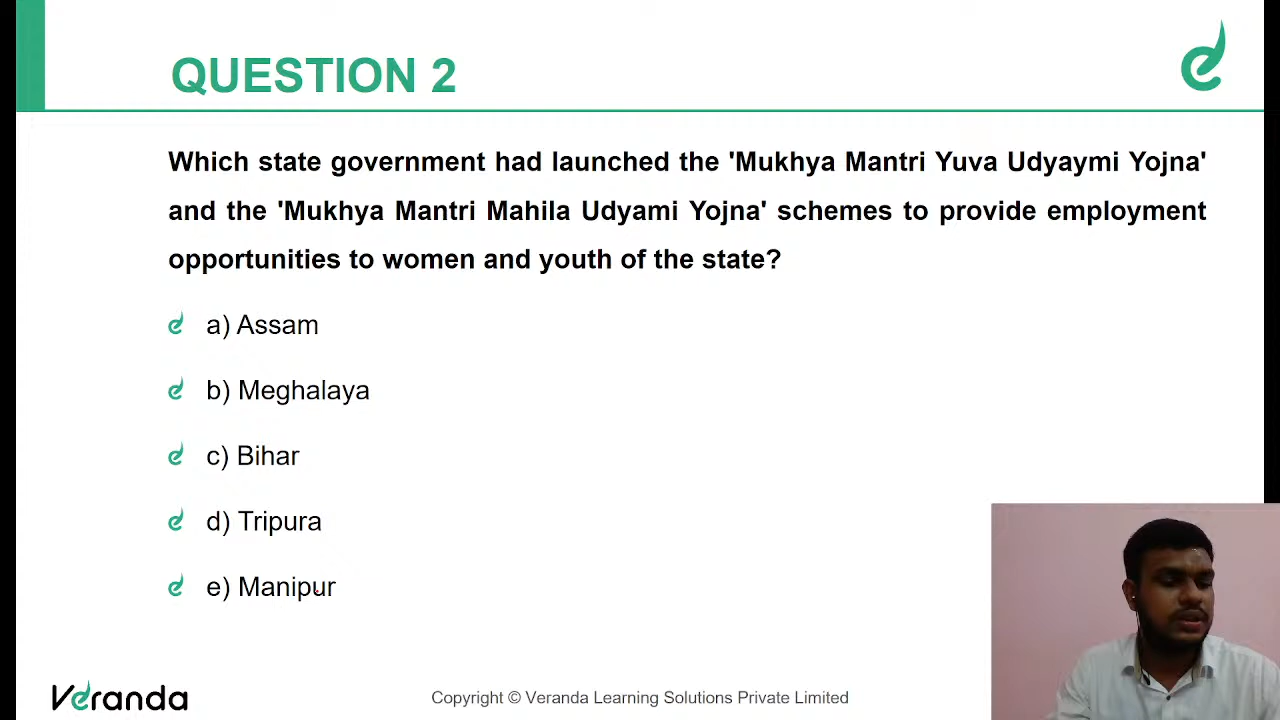 QUESTION 2
Which state government had launched the 'Mukhya Mantri Yuva Udyaymi Yojna'
and the 'Mukhya Mantri Mahila Udyami Yojna' schemes to provide employment
opportunities to women and youth of the state?
a) Assam
b) Meghalaya
c) Bihar
d) Tripura
e) Manipur
Veranda
Copyright © Veranda Learning Solutions Private Limited